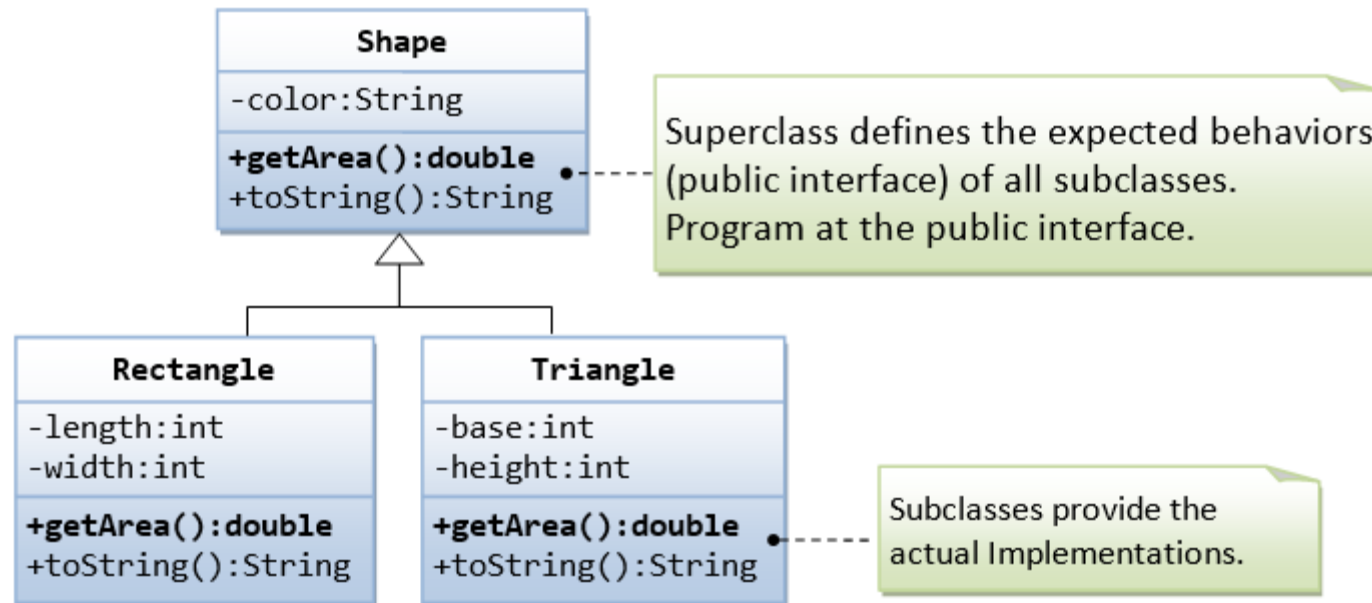 Shape
-color:String
+getArea():double
+toString():String
Superclass defines the expected behaviors
(public interface) of all subclasses.
Program at the public interface.
Rectangle
-length:int
-width:int
+getArea():double
+toString():String
Triangle
-base:int
-height:int
+getArea():double
+toString():String
Subclasses provide the
actual Implementations.